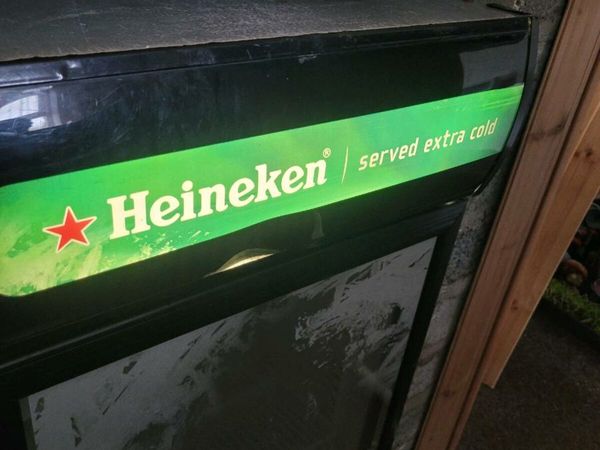 Heineken® | served extra cold